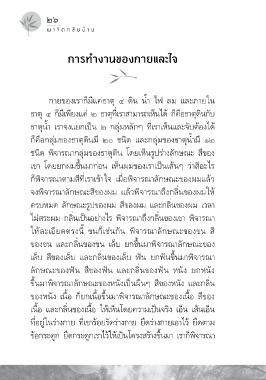 ๒๖
พาจิตกลับบ้าน
การทำงานของกายและใจ
กายของเราก็มีแค่ธาตุ ๔ ดิน น้ำ ไฟ ลม และภายใน
ธาตุ ๔ ก็มีเพียงแค่ ๒ ธาตุที่เราสามารถเห็นได้ ก็คือธาตุดินกับ
ธาตุน้ำ เราจงแยกเป็น ๒ กลุ่มหลักๆ ที่เราเห็นและจับต้องได้
ก็คือกลุ่มของธาตุดินมี ๒๐ ชนิด และกลุ่มของธาตุน้ำมี ๑๒
ชนิด พิจารณากลุ่มของธาตุดิน โดยเห็นรูปร่างลักษณะ สีของ
เขา โดยยกผมขึ้นมาก่อน เห็นผมของเราเป็นเส้นๆ ว่าสีอะไร
ก็พิจารณาตามสีที่เราเข้าใจ เมื่อพิจารณาลักษณะของผมแล้ว
จงพิจารณาลักษณะสีของผม แล้วพิจารณาถึงกลิ่นของผมให้
ครบหมด ลักษณะรูปของผม สีของผม และกลิ่นของผม เวลา
ไม่สระผม กลิ่นเป็นอย่างไร พิจารณาถึงกลิ่นของเขา พิจารณา
ให้ละเอียดตรงนี้ ขนก็เช่นกัน พิจารณาลักษณะของขน สี
ของขน และกลิ่นของขน เล็บ ยกขึ้นมาพิจารณาลักษณะของ
เล็บ สีของเล็บ และกลิ่นของเล็บ ฟัน ยกฟันขึ้นมาพิจารณา
ลักษณะของฟัน สีของฟัน และกลิ่นของฟัน หนัง ยกหนัง
ขึ้นมาพิจารณาลักษณะของหนังเป็นผืนๆ สีของหนัง และกลิ่น
ของหนัง เนื้อ ก็ยกเนื้อขึ้นมาพิจารณาลักษณะของเนื้อ สีของ
เนื้อ และกลิ่นของเนื้อ ให้เห็นโดยความเป็นจริง เอ็น เส้นเอ็น
ที่อยู่ในร่างกาย ที่เขาร้อยรัดร่างกาย ยึดร่างกายเอาไว้ ยึดตาม
ข้อกระดูก ยึดกระดูกเราไว้ให้เป็นโครงสร้างขึ้นมา เราก็พิจารณา